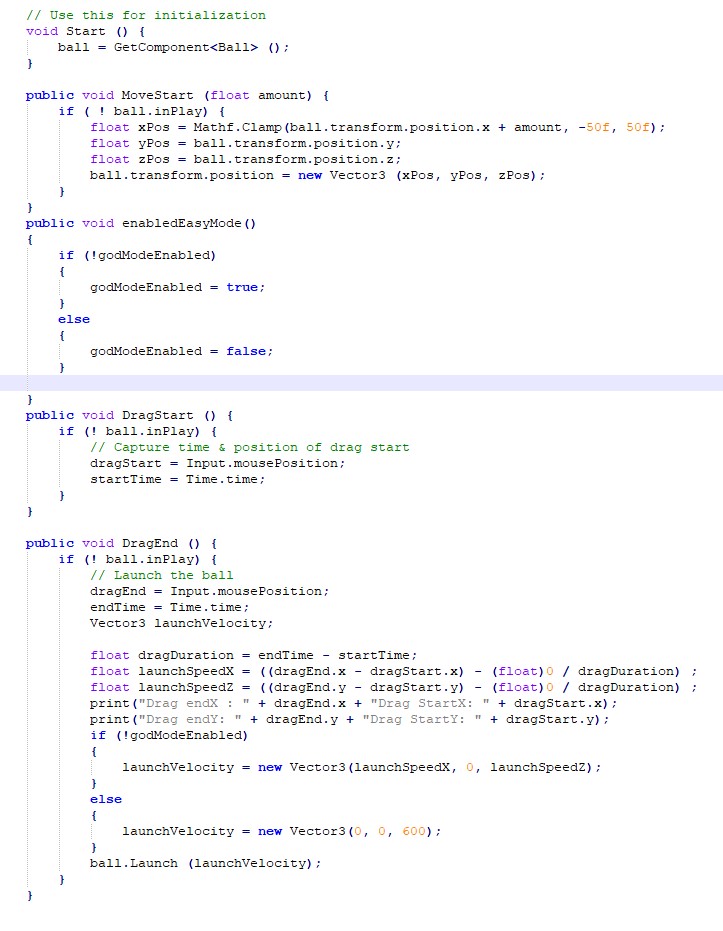 // Use this for initialization
void Start () {
    ball = GetComponent<Ball> ();
}

public void MoveStart (float amount) {
    if ( ! ball.inPlay) {
        float xPos = Mathf.Clamp(ball.transform.position.x + amount, -50f, 50f);
        float yPos = ball.transform.position.y;
        float zPos = ball.transform.position.z;
        ball.transform.position = new Vector3 (xPos, yPos, zPos);
    }
}
public void enabledEasyMode()
{
    if (!godModeEnabled)
    {
        godModeEnabled = true;
    }
    else
    {
        godModeEnabled = false;
    }

}
public void DragStart () {
    if (! ball.inPlay) {
        // Capture time & position of drag start
        dragStart = Input.mousePosition;
        startTime = Time.time;
    }
}

public void DragEnd () {
    if (! ball.inPlay) {
        // Launch the ball
        dragEnd = Input.mousePosition;
        endTime = Time.time;
        Vector3 launchVelocity;

        float dragDuration = endTime - startTime;
        float launchSpeedX = ((dragEnd.x - dragStart.x) - (float)0 / dragDuration) ;
        float launchSpeedZ = ((dragEnd.y - dragStart.y) - (float)0 / dragDuration) ;
        print("Drag endX : " + dragEnd.x + "Drag StartX: " + dragStart.x);
        print("Drag endY: " + dragEnd.y + "Drag StartY: " + dragStart.y);
        if (!godModeEnabled)
        {
            launchVelocity = new Vector3(launchSpeedX, 0, launchSpeedZ);
        }
        else
        {
            launchVelocity = new Vector3(0, 0, 600);
        }
        ball.Launch (launchVelocity);
    }
}